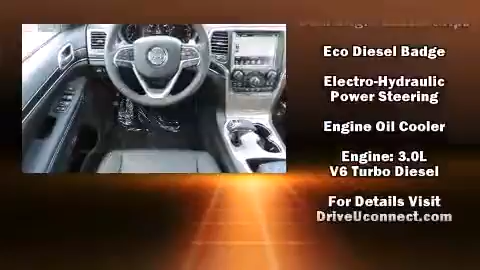 Eco Diesel Badge
Electro-Hydraulic
Power Steering
Engine Oil Cooler
Engine: 3.0L
V6 Turbo Diesel
For Details Visit
DriveUconnect.com